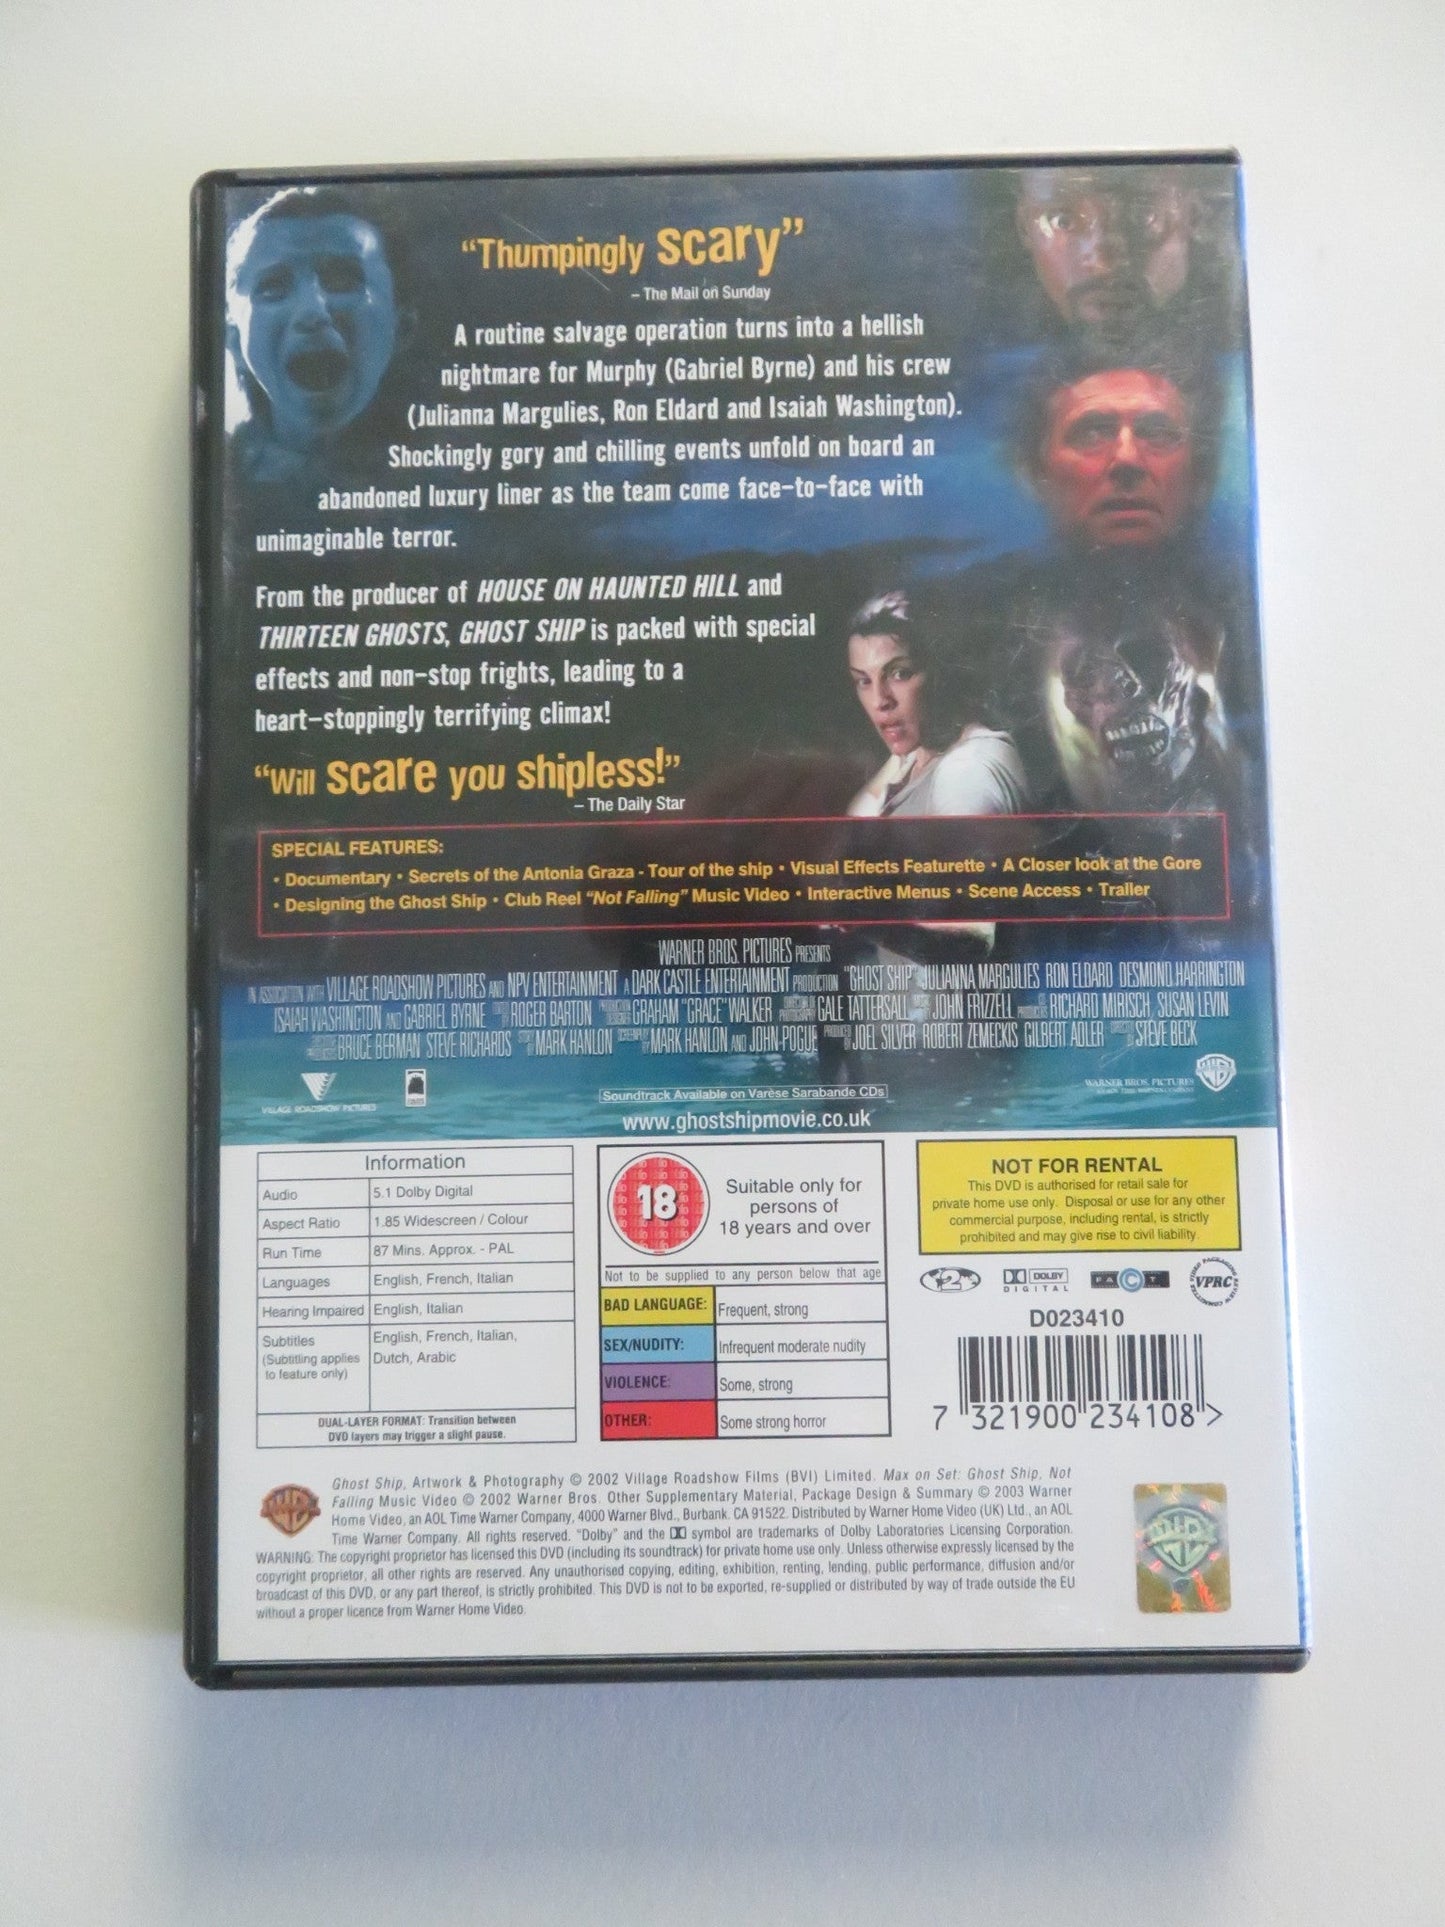 “Thumpingly scary”
– The Mail on Sunday
A routine salvage operation turns into a hellish
nightmare for Murphy (Gabriel Byrne) and his crew
(Julianna Margulies, Ron Eldard and Isaiah Washington).
Shockingly gory and chilling events unfold on board an
abandoned luxury liner as the team come face–to–face with
unimaginable terror.
From the producer of HOUSE ON HAUNTED HILL and
THIRTEEN GHOSTS, GHOST SHIP is packed with special
effects and non–stop frights, leading to a
heart–stoppingly terrifying climax!
“Will scare you shipless!”
– The Daily Star
SPECIAL FEATURES:
• Documentary • Secrets of the Antonia Graza - Tour of the ship • Visual Effects Featurette • A Closer look at the Gore
• Designing the Ghost Ship • Club Reel “Not Falling” Music Video • Interactive Menus • Scene Access • Trailer
WARNER BROS. PICTURES PRESENTS
IN ASSOCIATION WITH VILLAGE ROADSHOW PICTURES AND NPV ENTERTAINMENT A DARK CASTLE ENTERTAINMENT PRODUCTION “GHOST SHIP” JULIANNA MARGULIES RON ELDARD DESMOND HARRINGTON
ISAIAH WASHINGTON AND GABRIEL BYRNE ROGER BARTON PRODUCTION DESIGNER GRAHAM “GRACE” WALKER DIRECTOR OF PHOTOGRAPHY GALE TATTERSALL JOHN FRIZZELL RICHARD MIRISCH, SUSAN LEVIN
BRUCE BERMAN STEVE RICHARDS STORY BY MARK HANLON SCREENPLAY BY MARK HANLON AND JOHN POGUE PRODUCED BY JOEL SILVER ROBERT ZEMECKIS GILBERT ADLER DIRECTED BY STEVE BECK
VILLAGE ROADSHOW PICTURES
Soundtrack Available on Varèse Sarabande CDs
WARNER BROS. PICTURES
www.ghostshipmovie.co.uk
Information
Audio 5.1 Dolby Digital
Aspect Ratio 1.85 Widescreen / Colour
Run Time 87 Mins. Approx. - PAL
Languages English, French, Italian
Hearing Impaired English, Italian
Subtitles English, French, Italian,
(Subtitling applies Dutch, Arabic
to feature only)
DUAL-LAYER FORMAT: Transition between
DVD layers may trigger a slight pause.
18
Suitable only for
persons of
18 years and over
Not to be supplied to any person below that age
BAD LANGUAGE: Frequent, strong
SEX/NUDITY: Infrequent moderate nudity
VIOLENCE: Some, strong
OTHER: Some strong horror
NOT FOR RENTAL
This DVD is authorised for retail sale for
private home use only. Disposal or use for any other
commercial purpose, including rental, is strictly
prohibited and may give rise to civil liability.
2
DOLBY
DIGITAL
FACT
VPRC
D023410
7 321900 234108 >
Ghost Ship, Artwork & Photography © 2002 Village Roadshow Films (BVI) Limited. Max on Set: Ghost Ship, Not
Falling Music Video © 2002 Warner Bros. Other Supplementary Material, Package Design & Summary © 2003 Warner
Home Video, an AOL Time Warner Company, 4000 Warner Blvd., Burbank. CA 91522. Distributed by Warner Home Video (UK) Ltd., an AOL
Time Warner Company. All rights reserved. “Dolby” and the symbol are trademarks of Dolby Laboratories Licensing Corporation.
WARNING: The copyright proprietor has licensed this DVD (including its soundtrack) for private home use only. Unless otherwise expressly licensed by the
copyright proprietor, all other rights are reserved. Any unauthorised copying, editing, exhibition, renting, lending, public performance, diffusion and/or
broadcast of this DVD, or any part thereof, is strictly prohibited. This DVD is not to be exported, re-supplied or distributed by way of trade outside the EU
without a proper licence from Warner Home Video.